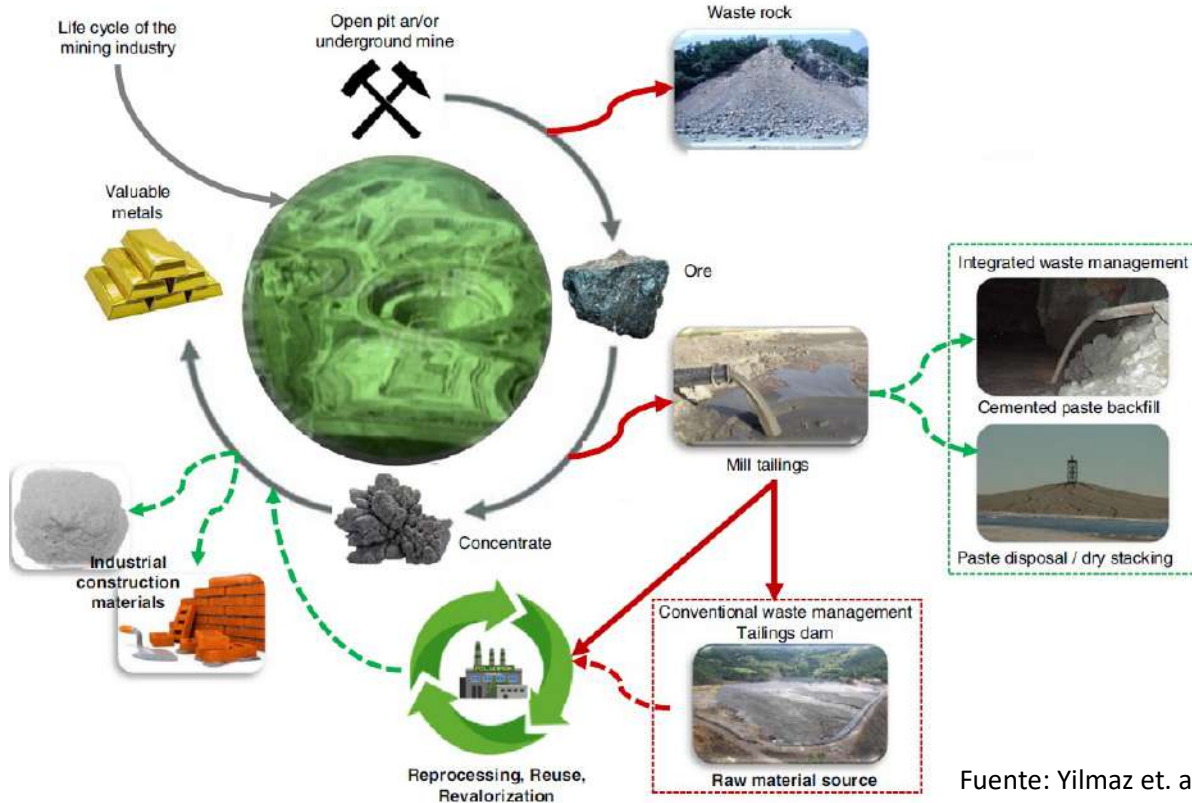 Life cycle of the
mining industry
Open pit an/or
underground mine
Waste rock
Valuable
metals
Ore
Integrated waste management
Cemented paste backfill
Mill tailings
Paste disposal / dry stacking
Concentrate
Industrial
construction
materials
Conventional waste management
Tailings dam
Raw material source
Reprocessing, Reuse,
Revalorization
Fuente: Yilmaz et. a